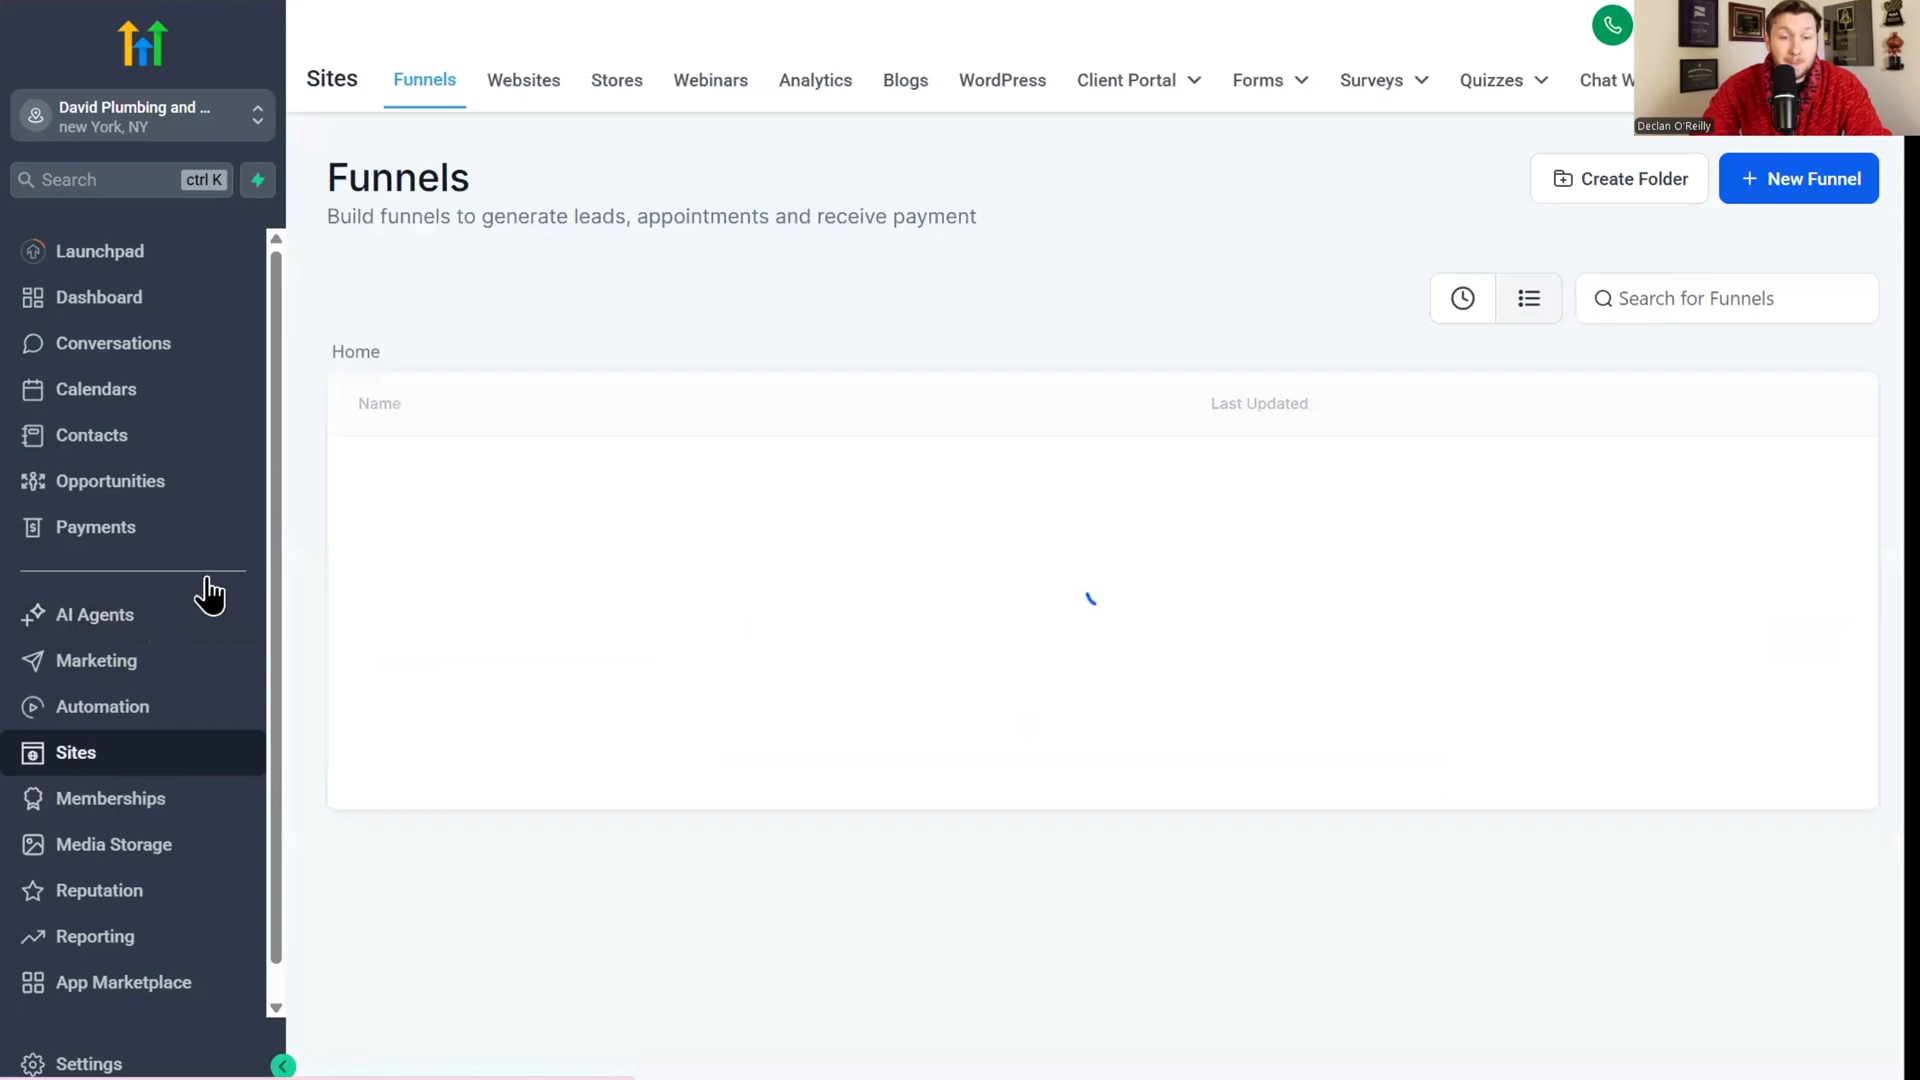 David Plumbing and ...
new York, NY
Search
ctrl K
Launchpad
Dashboard
Conversations
Calendars
Contacts
Opportunities
Payments
AI Agents
Marketing
Automation
Sites
Memberships
Media Storage
Reputation
Reporting
App Marketplace
Settings
Sites Funnels Websites Stores Webinars Analytics Blogs WordPress Client Portal Forms Surveys Quizzes Chat W
Declan O'Reilly
Funnels
Build funnels to generate leads, appointments and receive payment
Create Folder
+ New Funnel
Search for Funnels
Home
Name Last Updated